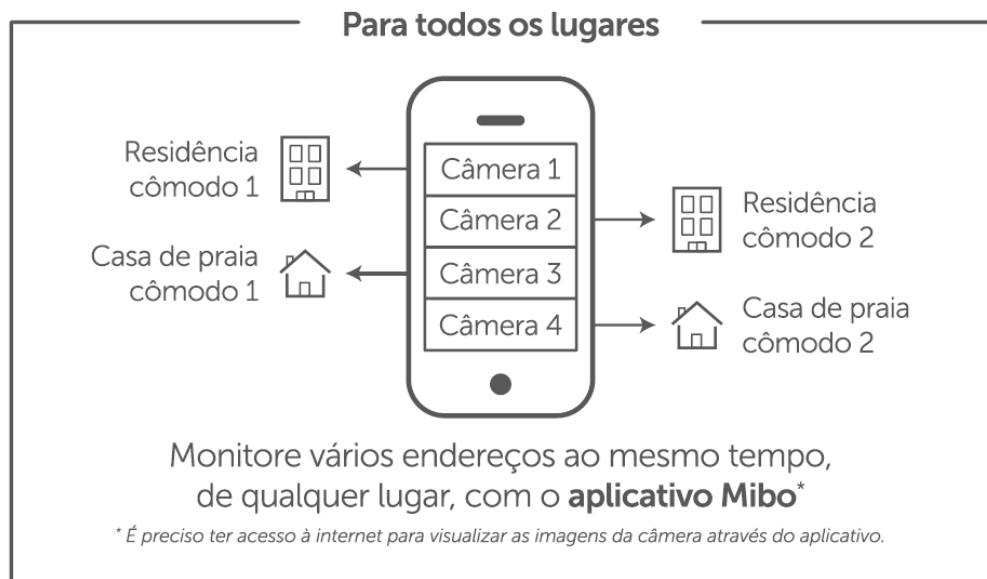 Para todos os lugares
Residência
cômodo 1
Câmera 1
Câmera 2
Residência
cômodo 2
Casa de praia
cômodo 1
Câmera 3
Câmera 4
Casa de praia
cômodo 2
Monitore vários endereços ao mesmo tempo,
de qualquer lugar, com o aplicativo Mibo*
* É preciso ter acesso à internet para visualizar as imagens da câmera através do aplicativo.